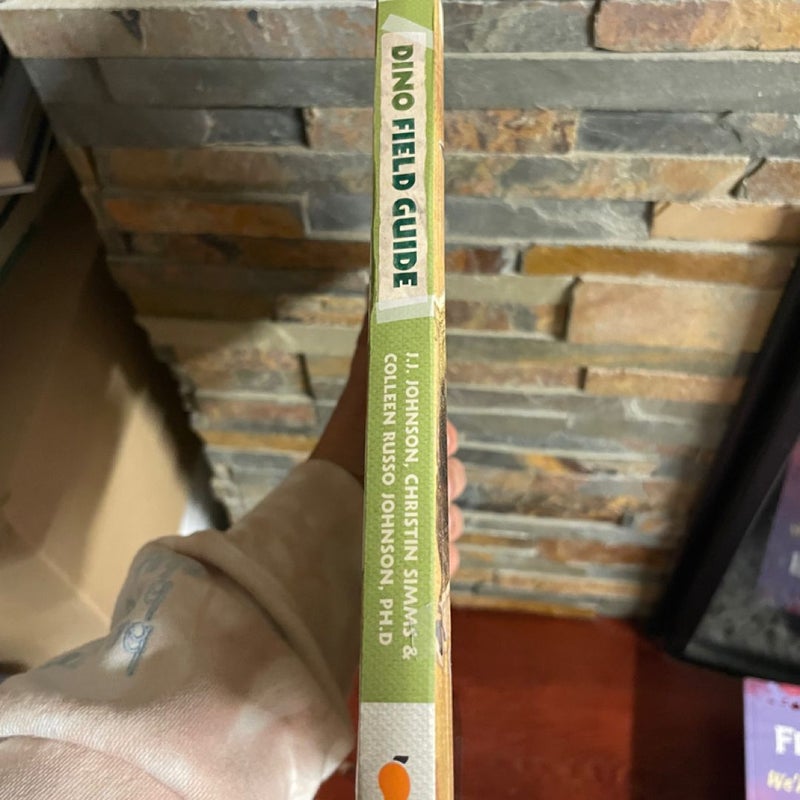 DINO FIELD GUIDE
J.J. JOHNSON, CHRISTIN SIMMS &
COLLEEN RUSSO JOHNSON, PH.D